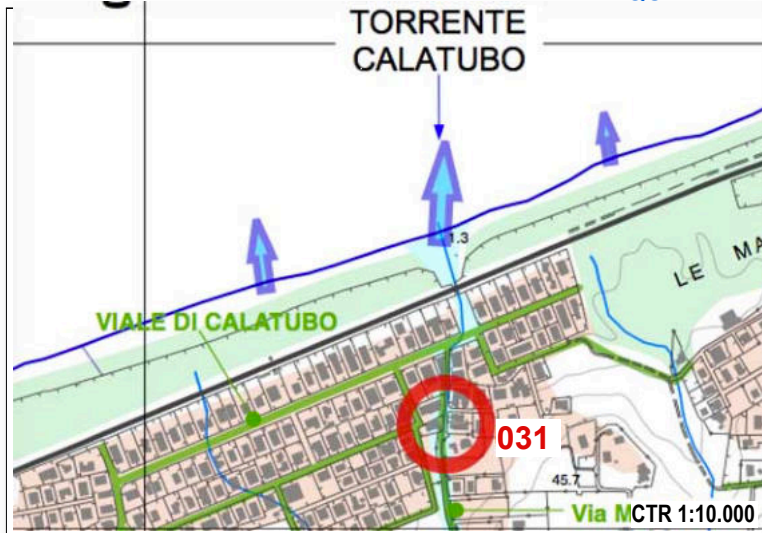 TORRENTE
CALATUBO
1.3
LE MA
VIALE DI CALATUBO
031
45.7
Via M
CTR 1:10.000